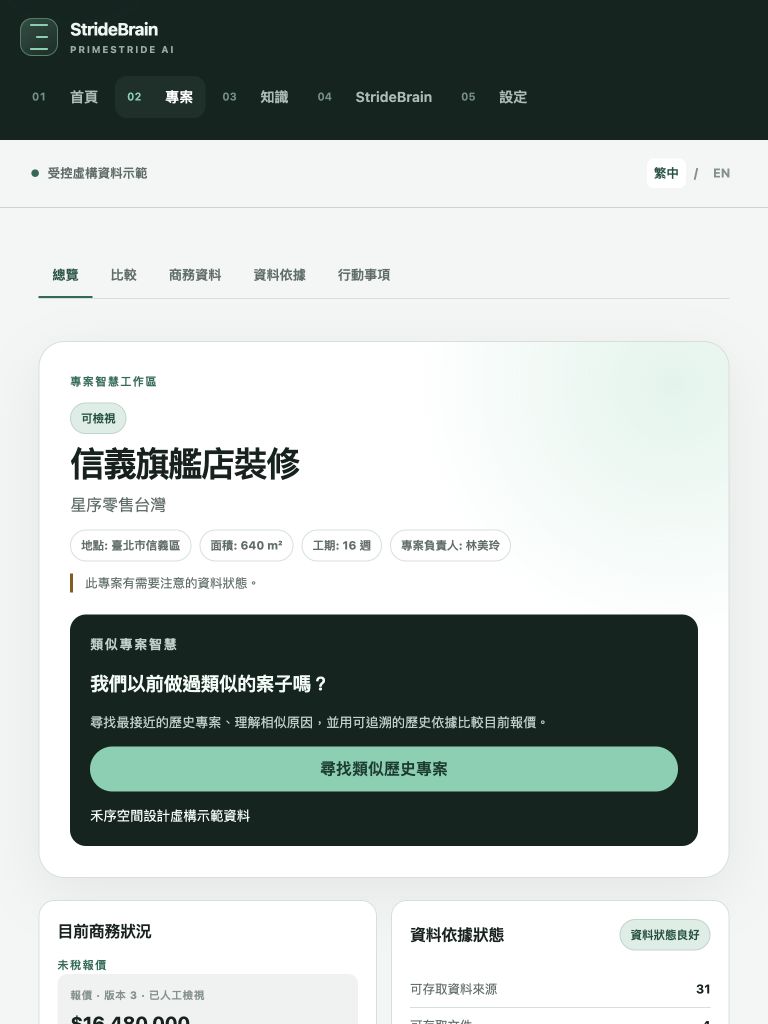 StrideBrain
PRIMESTRIDE AI
01 首頁 02 專案 03 知識 04 StrideBrain 05 設定
受控虛構資料示範
繁中 / EN
總覽 比較 商務資料 資料依據 行動事項
專案智慧工作區
可檢視
信義旗艦店裝修
星序零售台灣
地點: 臺北市信義區 面積: 640 m² 工期: 16 週 專案負責人: 林美玲
此專案有需要注意的資料狀態。
類似專案智慧
我們以前做過類似的案子嗎？
尋找最接近的歷史專案、理解相似原因，並用可追溯的歷史依據比較目前報價。
尋找類似歷史專案
禾序空間設計虛構示範資料
目前商務狀況
未稅報價
報價 · 版本 3 · 已人工檢視
$16,480,000
資料依據狀態
資料狀態良好
可存取資料來源 31
可存取文件